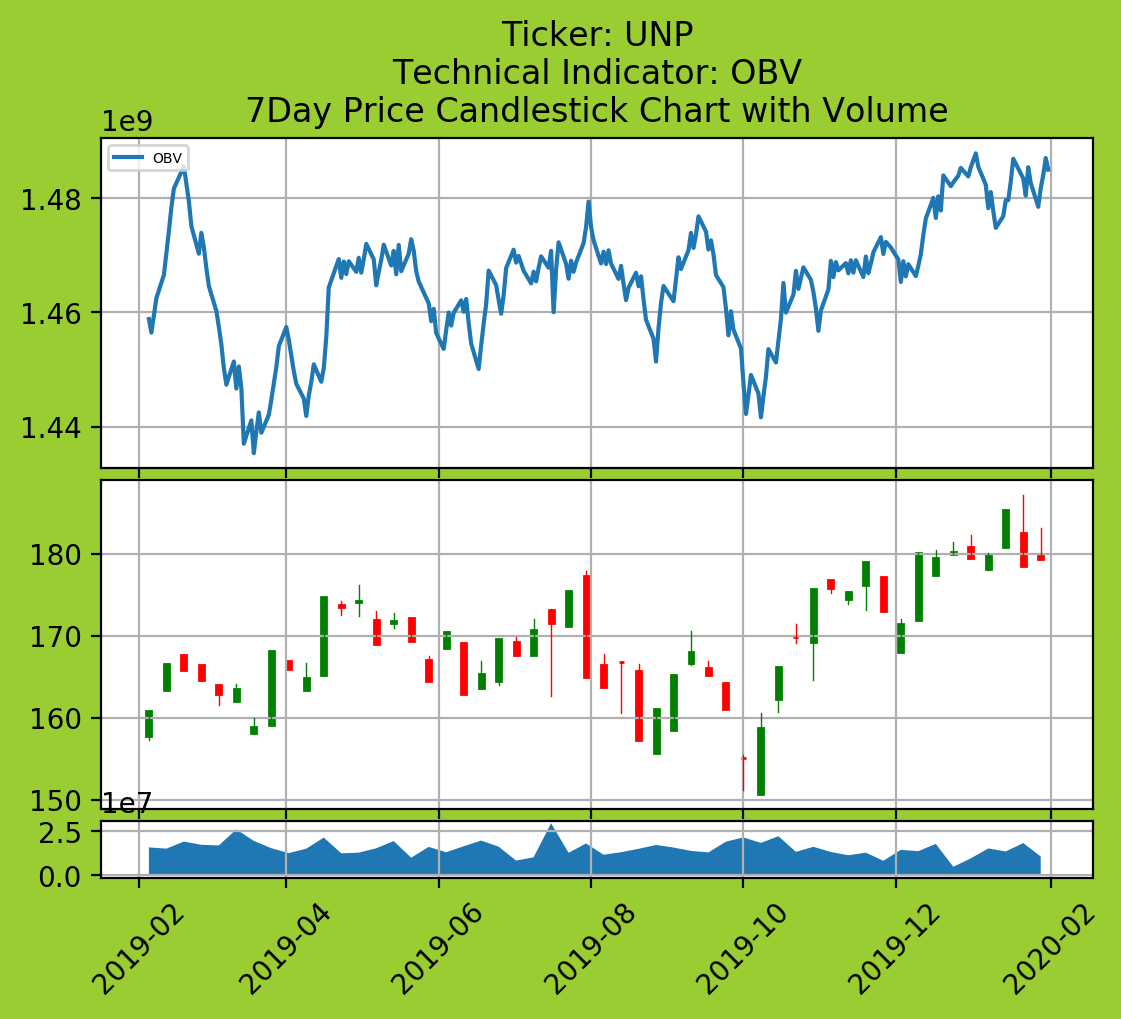 Ticker: UNP
Technical Indicator: OBV
7Day Price Candlestick Chart with Volume
1e9
OBV
1.48
1.46
1.44
180
170
160
150
1e7
2.5
0.0
2019-02
2019-04
2019-06
2019-08
2019-10
2019-12
2020-02